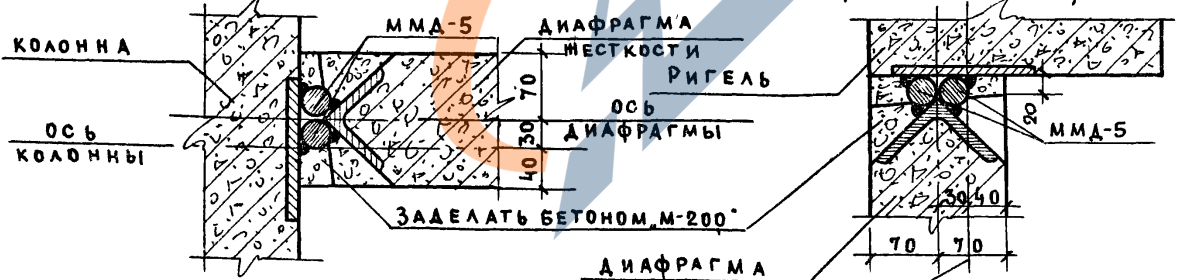 КОЛОННА
ОСЬ
КОЛОННЫ
ММД-5
ДИАФРАГМА
ЖЕСТКОСТИ
РИГЕЛЬ
ОСЬ
ДИАФРАГМЫ
70
30
40
ЗАДЕЛАТЬ БЕТОНОМ „М-200"
20
ММД-5
30 40
70 70
ДИАФРАГМА